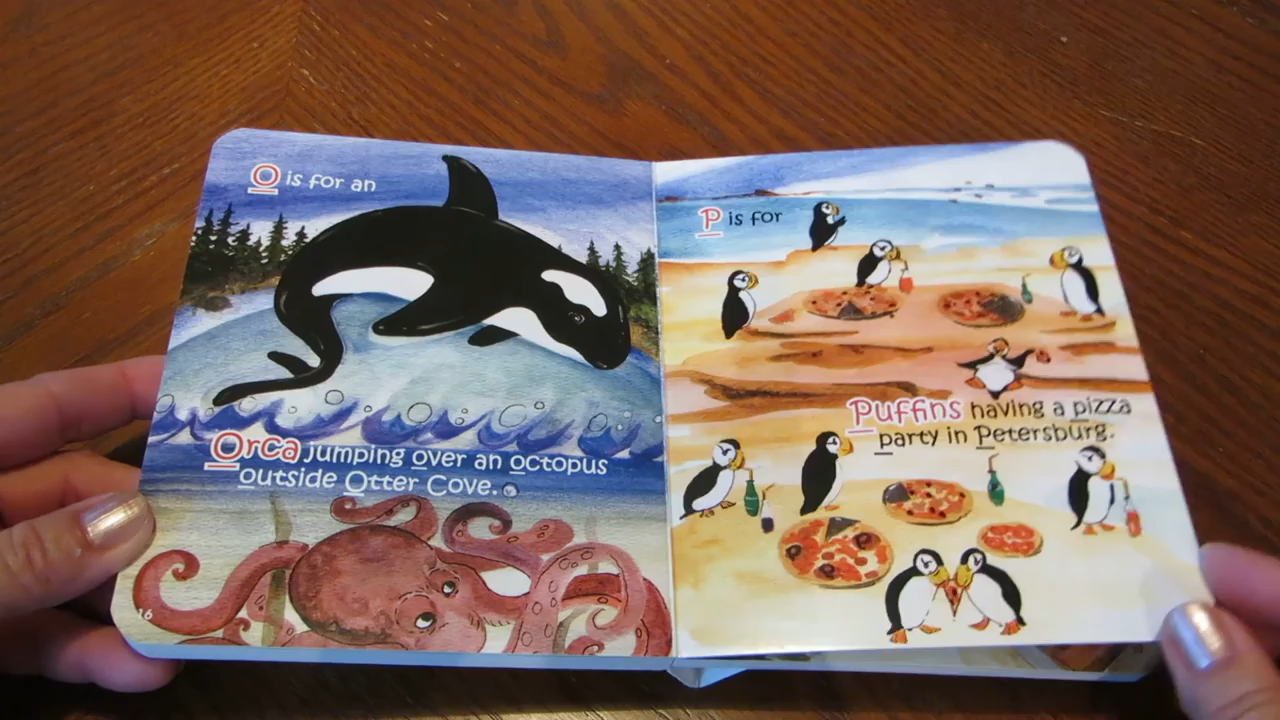 O is for an
Orca jumping over an octopus
outside Otter Cove.
16
P is for
Puffins having a pizza
party in Petersburg.